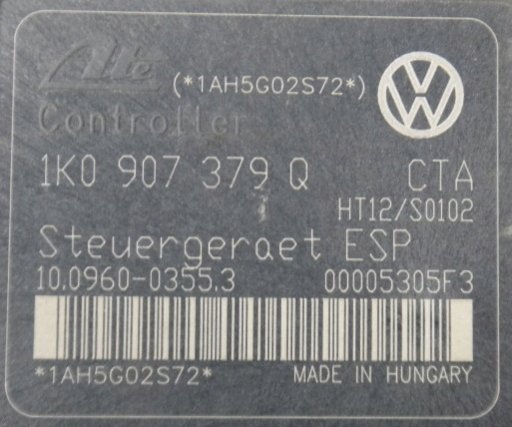 Ate (*1AH5G02S72*)
Controller
1K0 907 379 Q CTA
HT12/S0102
Steuergeraet ESP
10.0960-0355.3 00005305F3
*1AH5G02S72* MADE IN HUNGARY